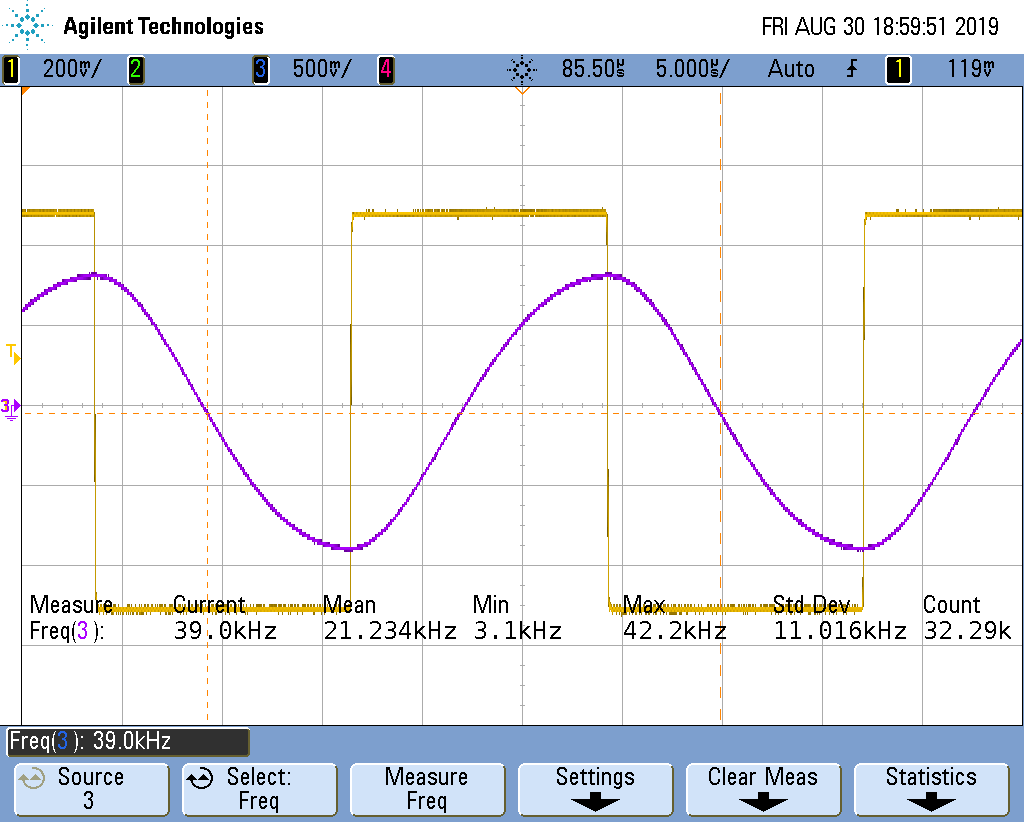 Agilent Technologies FRI AUG 30 18:59:51 2019
1 200mV/ 2 3 500mV/ 4 85.50µs 5.000µs/ Auto 1 119mV
T
3
Measure Current Mean Min Max Std Dev Count
Freq(3): 39.0kHz 21.234kHz 3.1kHz 42.2kHz 11.016kHz 32.29k
Freq(3): 39.0kHz
Source Select: Measure Settings Clear Meas Statistics
3 Freq Freq